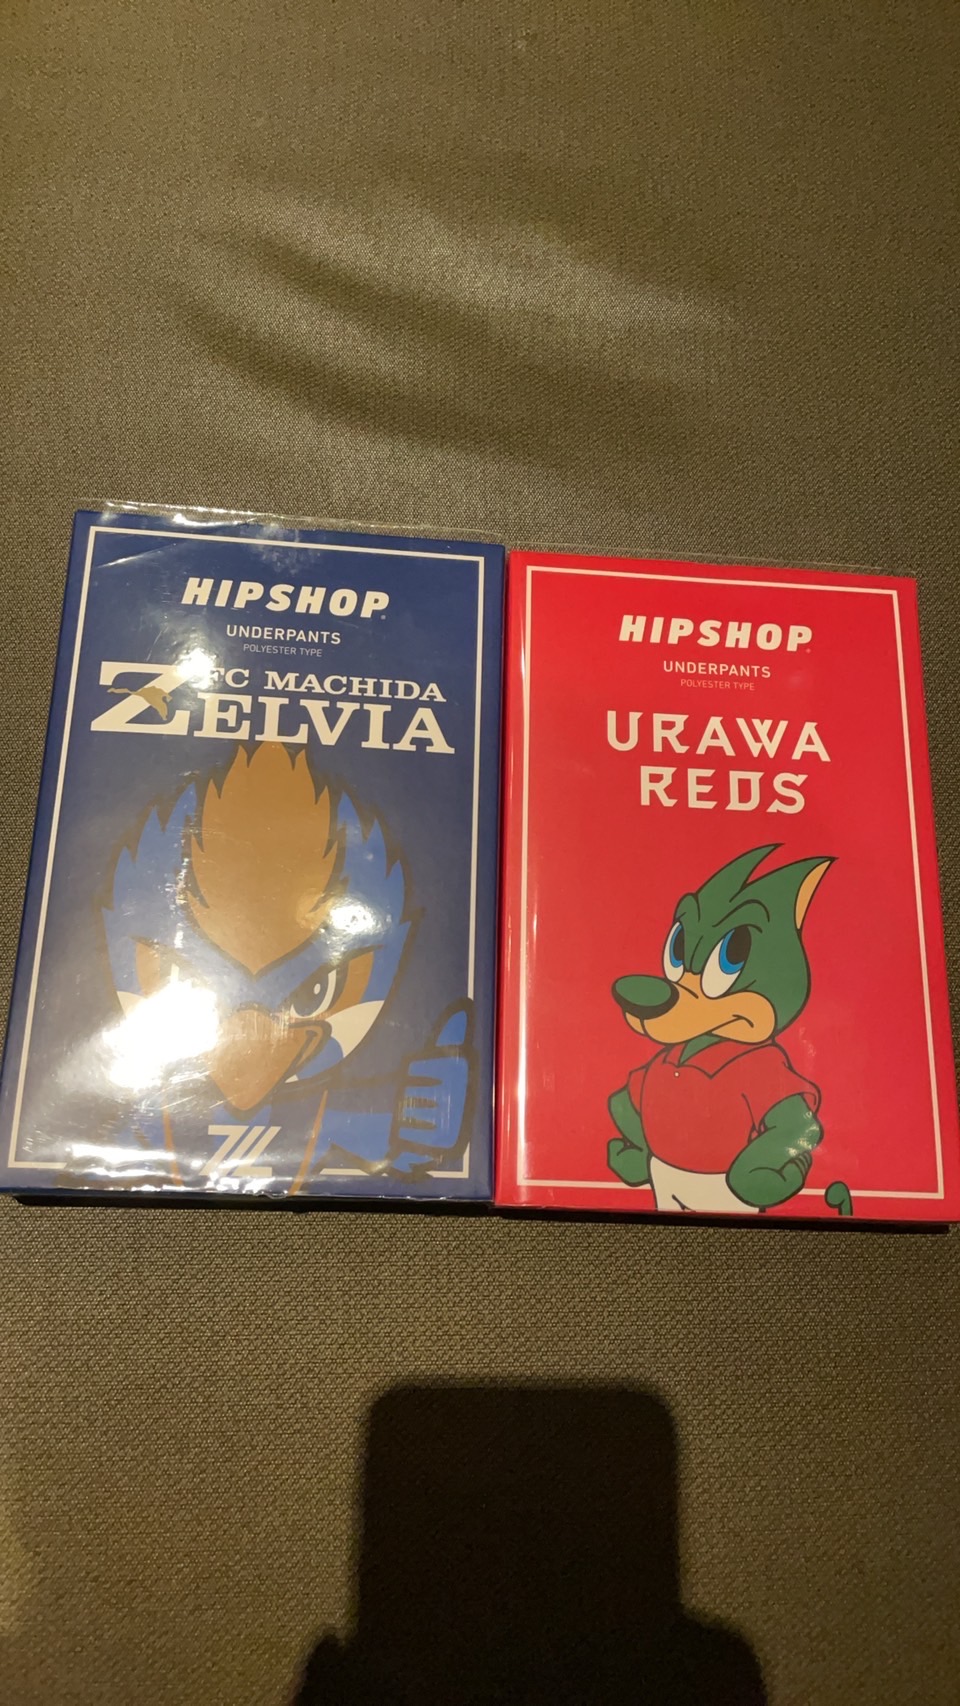 HIPSHOP
UNDERPANTS
POLYESTER TYPE
FC MACHIDA
ZELVIA
HIPSHOP
UNDERPANTS
POLYESTER TYPE
URAWA
REDS